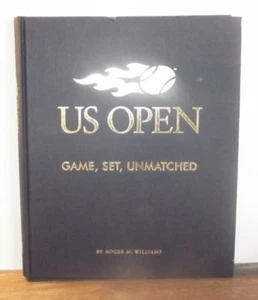 US OPEN
GAME, SET, UNMATCHED
BY ROGER M. WILLIAMS